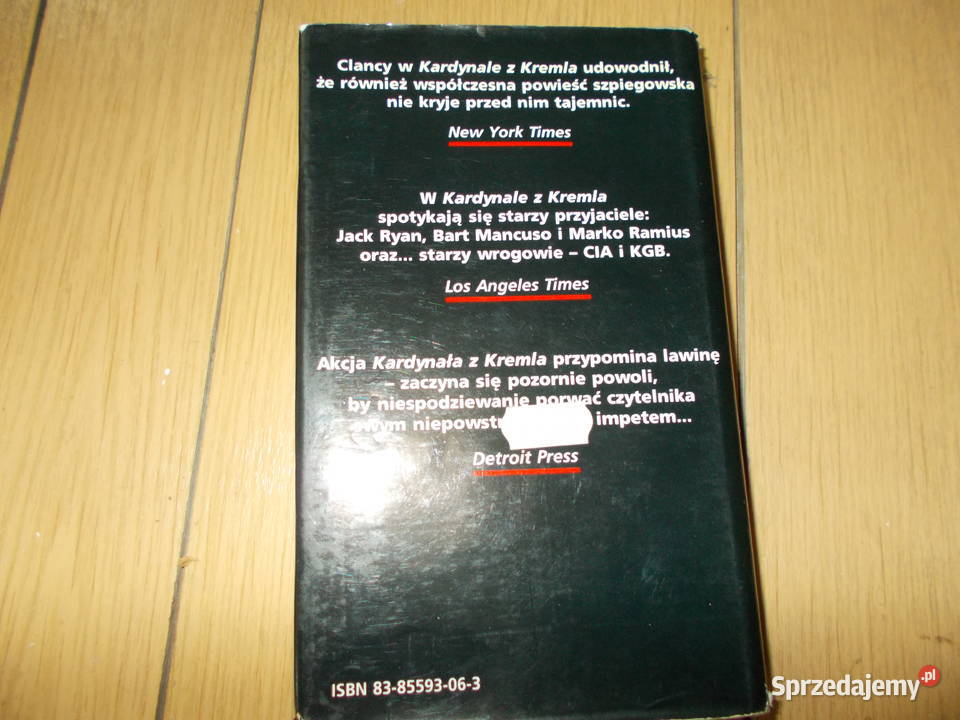 Clancy w Kardynale z Kremla udowodnił,
że również współczesna powieść szpiegowska
nie kryje przed nim tajemnic.
New York Times
W Kardynale z Kremla
spotykają się starzy przyjaciele:
Jack Ryan, Bart Mancuso i Marko Ramius
oraz... starzy wrogowie – CIA i KGB.
Los Angeles Times
Akcja Kardynała z Kremla przypomina lawinę
– zaczyna się pozornie powoli,
by niespodziewanie porwać czytelnika
swym impetem...
Detroit Press
ISBN 83-85593-06-3
Sprzedajemy.pl